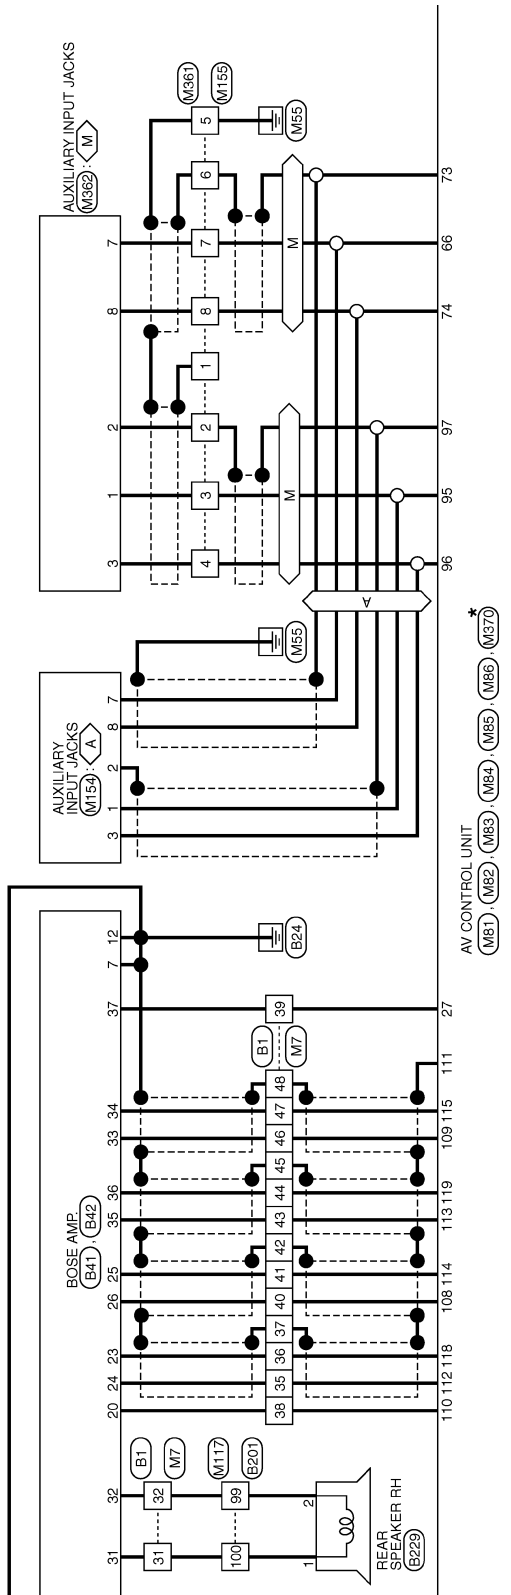 BOSE AMP.
B41 , B42
AUXILIARY
INPUT JACKS
M154 : A
AUXILIARY INPUT JACKS
M362 : M
31 32 20 24 23 26 25 35 36 33 34 37 7 12
3 1 2 8 7
3 1 2 8 7
B1
31 32
M7
M117
100 99
B201
4 3 2 1 8 7 6 5
M361
M155
B1
38 35 36 37 40 41 42 43 44 45 46 47 48 39
M7
B24
M55
M55
M
M
A
1 2
REAR
SPEAKER RH
B229
110 112 118 108 114 113 119 109 115 111 27 96 95 97 74 66 73
AV CONTROL UNIT
M81 , M82 , M83 , M84 , M85 , M86 , M370 *